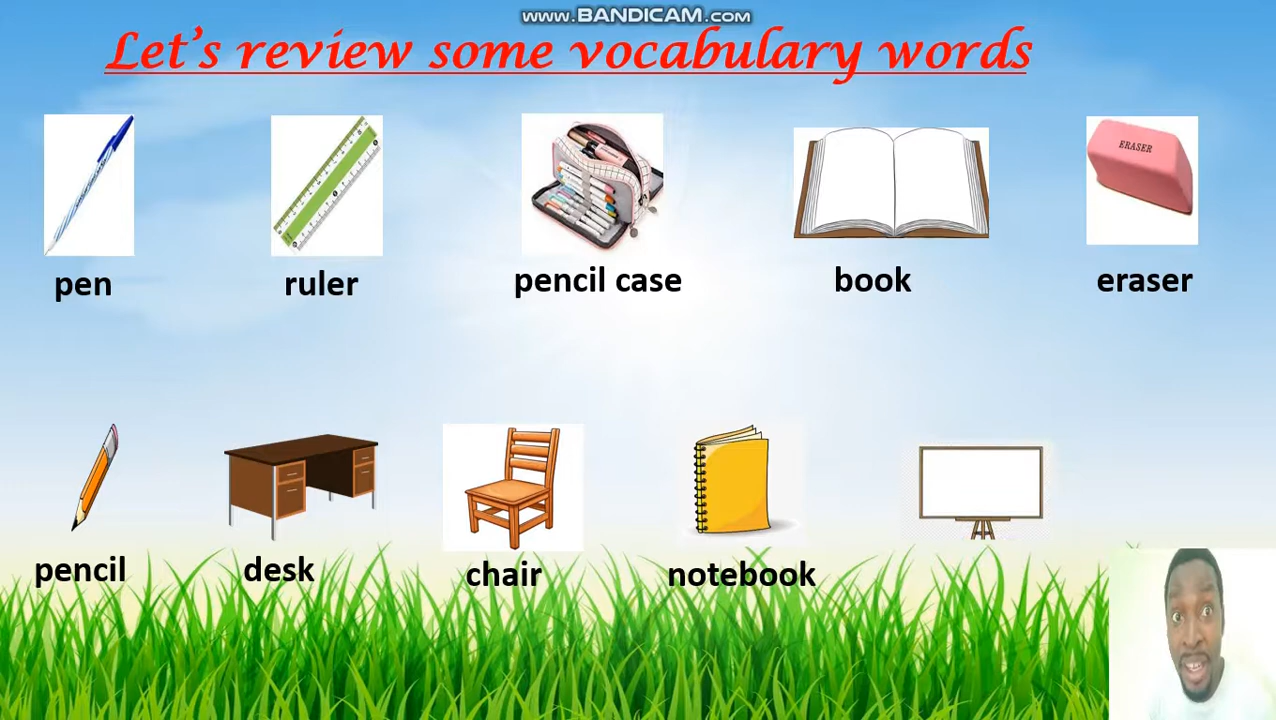 www.BANDICAM.com
Let's review some vocabulary words
ERASER
pen
ruler
pencil case
book
eraser
pencil
desk
chair
notebook